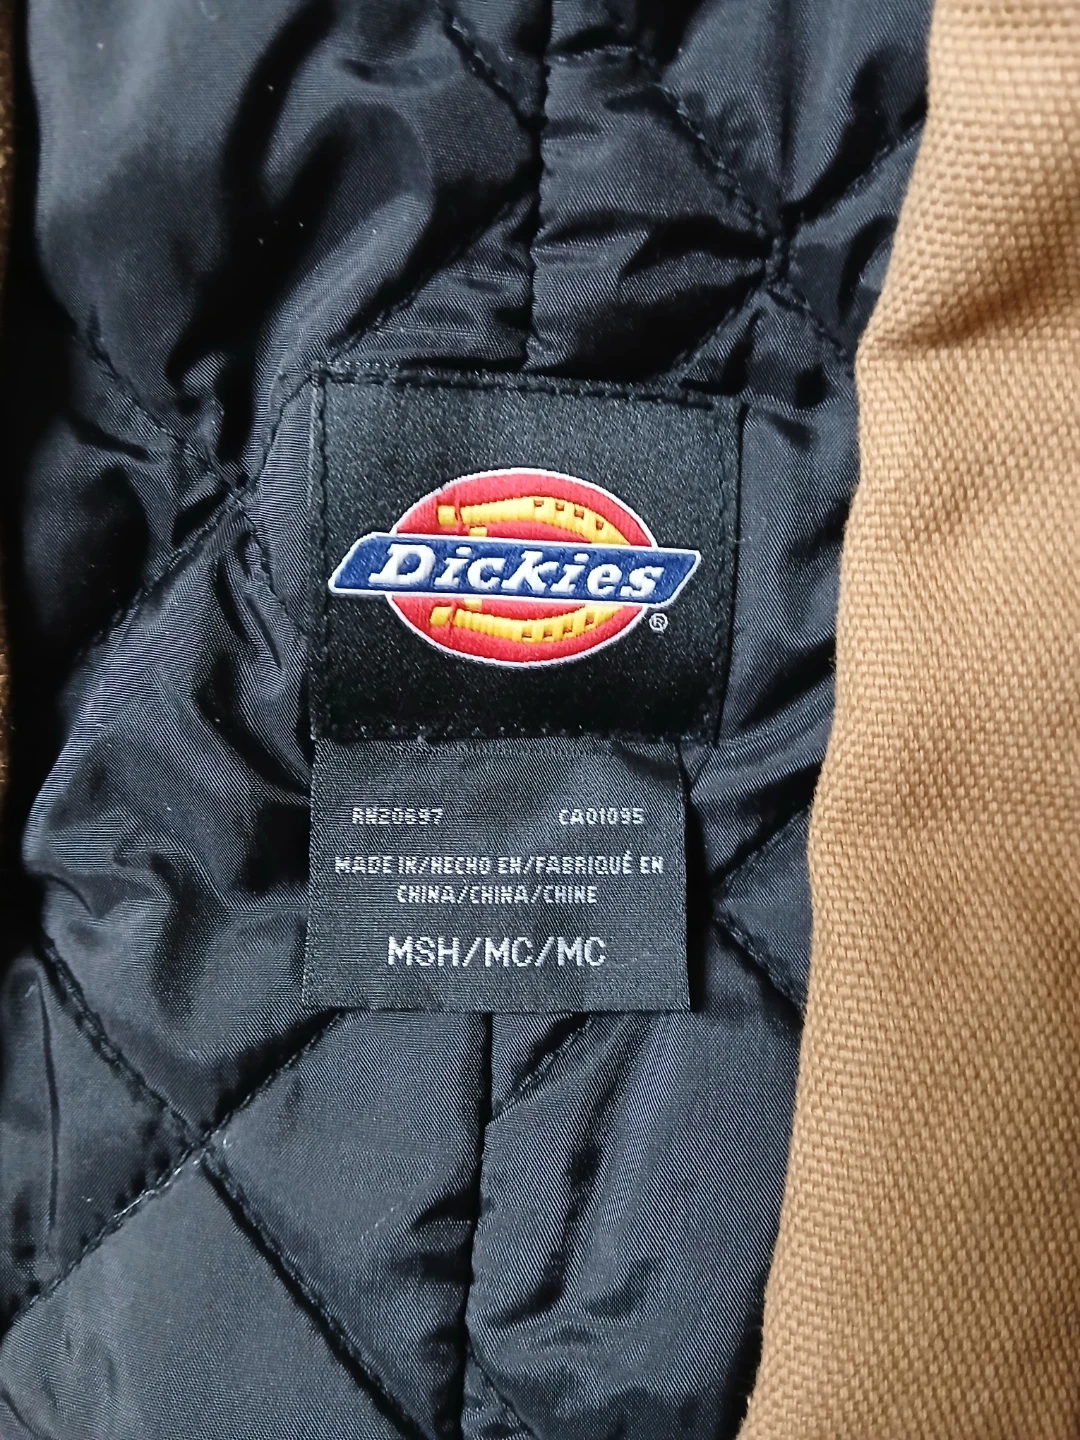 Dickies®
RN20697 CA01095
MADE IN/HECHO EN/FABRIQUÉ EN
CHINA/CHINA/CHINE
MSH/MC/MC